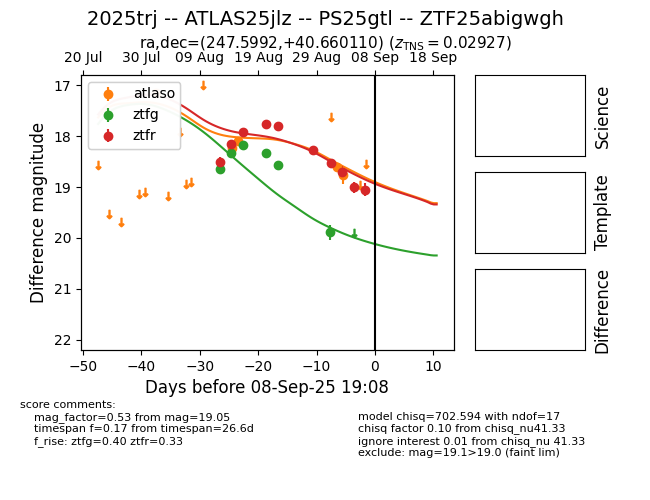 2025trj -- ATLAS25jlz -- PS25gtl -- ZTF25abigwgh
ra,dec=(247.5992,+40.660110) (z_TNS = 0.02927)
20 Jul 30 Jul 09 Aug 19 Aug 29 Aug 08 Sep 18 Sep
atlaso
ztfg
ztfr
17
18
19
20
21
22
Difference magnitude
−50 −40 −30 −20 −10 0 10
Days before 08-Sep-25 19:08
Science
Template
Difference
score comments:
mag_factor=0.53 from mag=19.05
timespan f=0.17 from timespan=26.6d
f_rise: ztfg=0.40 ztfr=0.33
model chisq=702.594 with ndof=17
chisq factor 0.10 from chisq_nu41.33
ignore interest 0.01 from chisq_nu 41.33
exclude: mag=19.1>19.0 (faint lim)